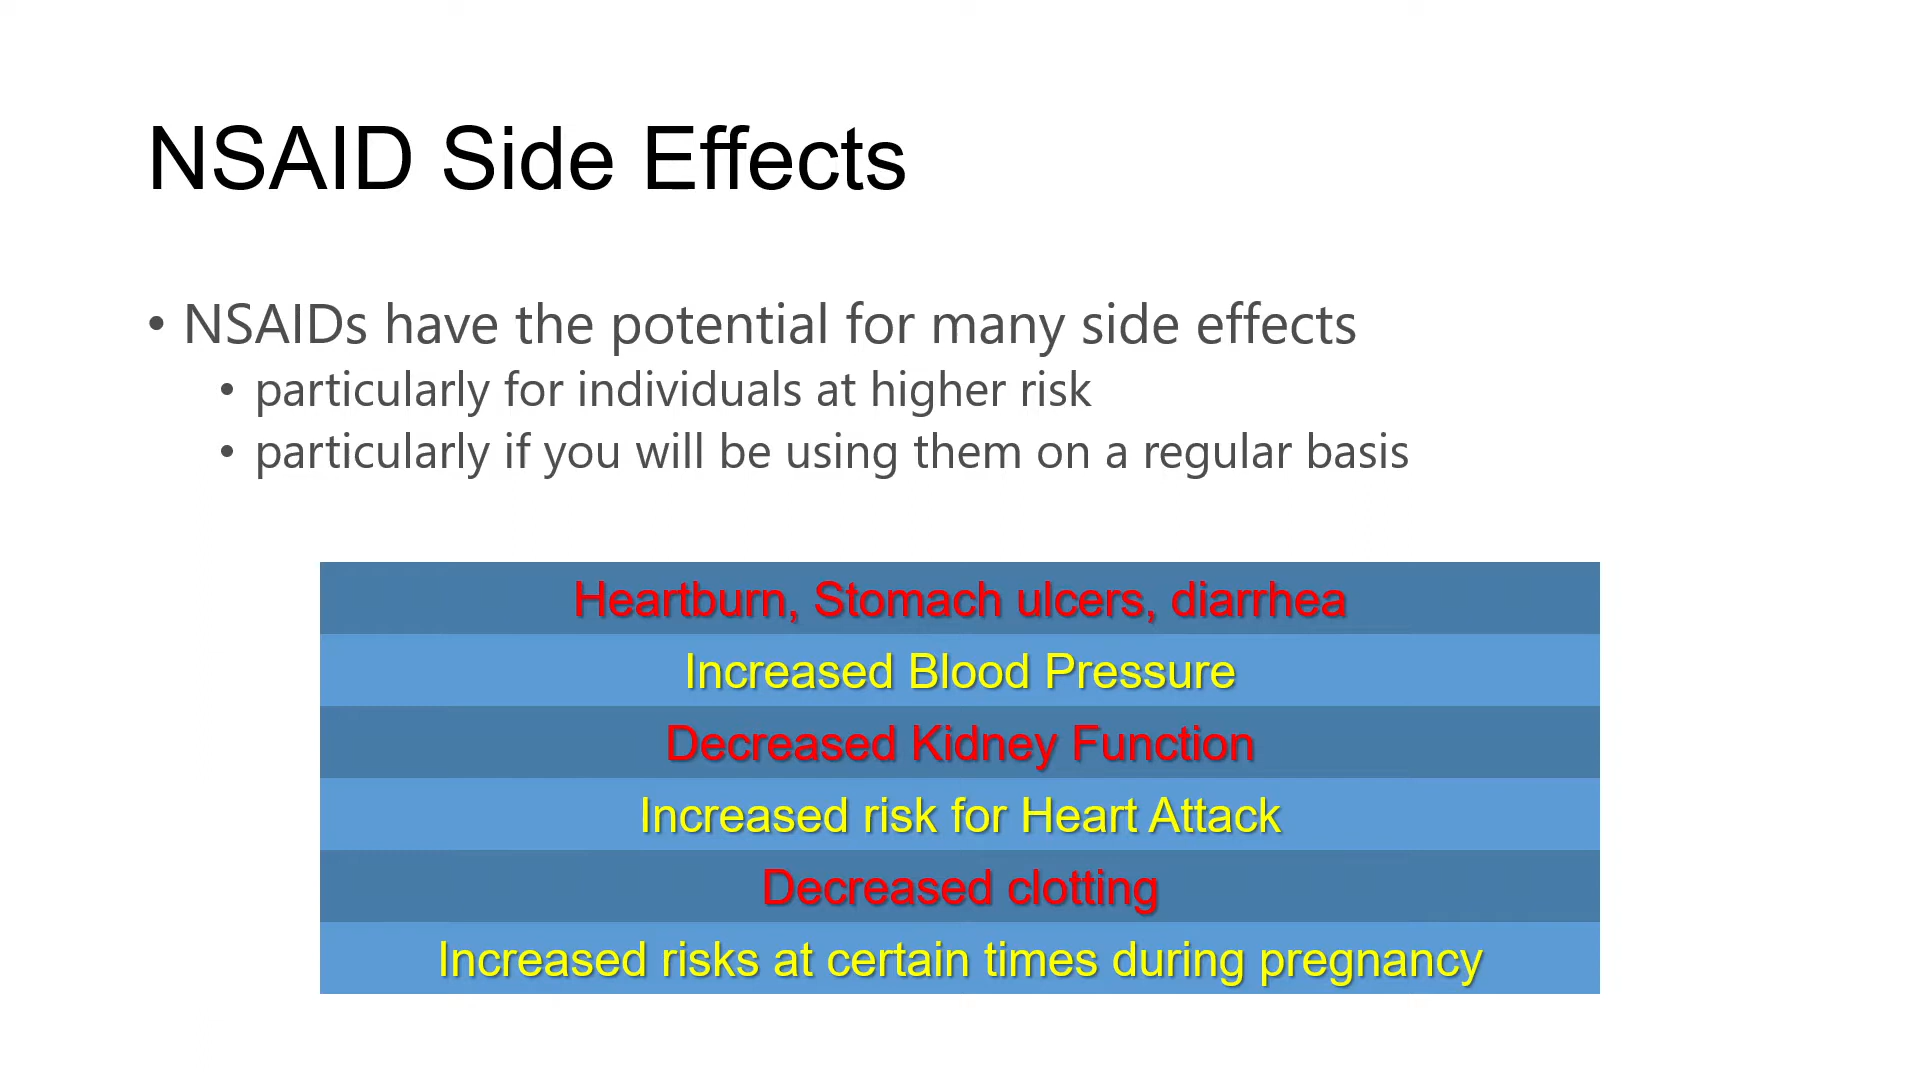 NSAID Side Effects
• NSAIDs have the potential for many side effects
• particularly for individuals at higher risk
• particularly if you will be using them on a regular basis
Heartburn, Stomach ulcers, diarrhea
Increased Blood Pressure
Decreased Kidney Function
Increased risk for Heart Attack
Decreased clotting
Increased risks at certain times during pregnancy